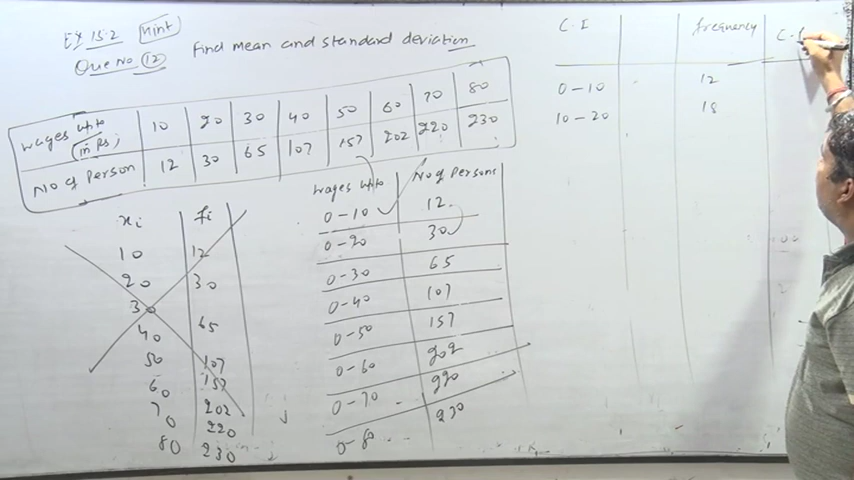 Ex 15.2 Hint
Que No. 12 Find mean and standard deviation
Wages upto (in Rs; 10 20 30 40 50 60 70 80
No of Person 12 30 65 107 157 202 220 230
xi fi
10 12
20 30
30 65
40 107
50 157
60 202
70 220
80 230
Wages upto No of Persons
0-10 12
0-20 30
0-30 65
0-40 107
0-50 157
0-60 202
0-70 220
0-80 230
C.I frequency
0-10 12
10-20 18